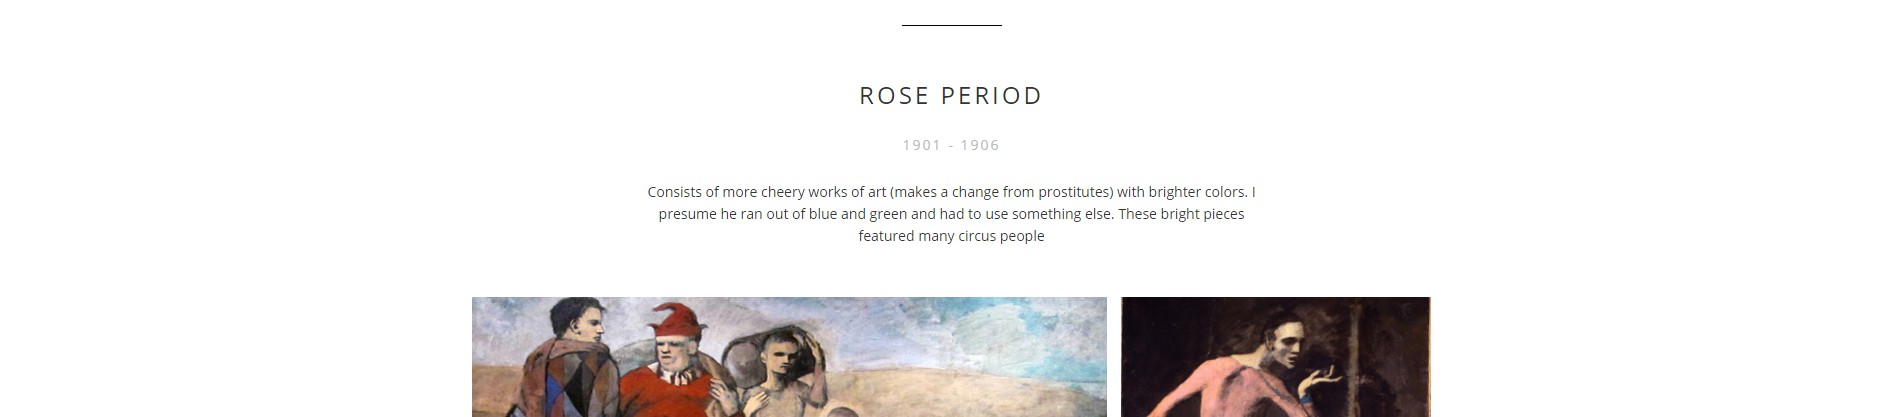 ROSE PERIOD
1901 - 1906
Consists of more cheery works of art (makes a change from prostitutes) with brighter colors. I
presume he ran out of blue and green and had to use something else. These bright pieces
featured many circus people